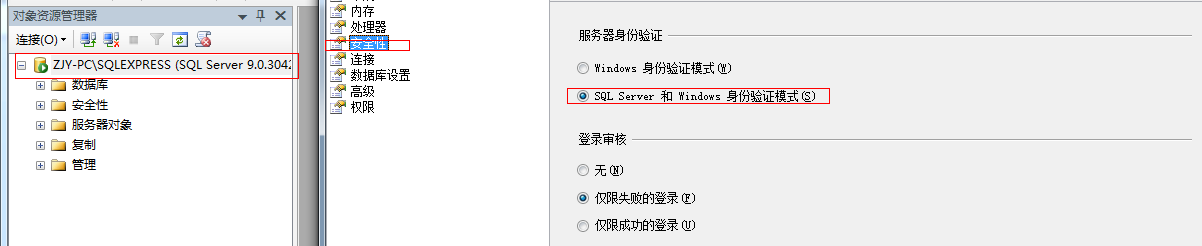 对象资源管理器
连接(O)
ZJY-PC\SQLEXPRESS (SQL Server 9.0.3042
数据库
安全性
服务器对象
复制
管理
内存
处理器
安全性
连接
数据库设置
高级
权限
服务器身份验证
Windows 身份验证模式(W)
SQL Server 和 Windows 身份验证模式(S)
登录审核
无(N)
仅限失败的登录(F)
仅限成功的登录(U)